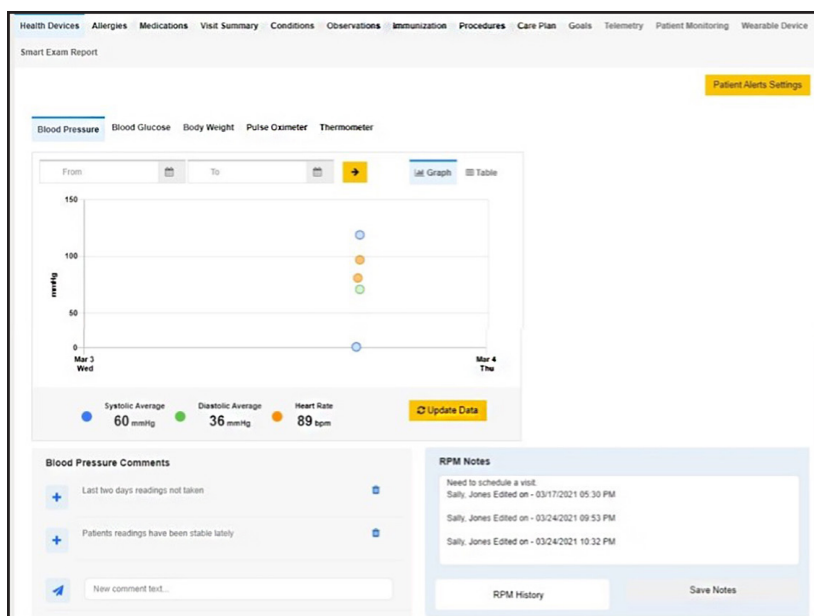 Health Devices Allergies Medications Visit Summary Conditions Observations Immunization Procedures Care Plan Goals Telemetry Patient Monitoring Wearable Device
Smart Exam Report
Patient Alerts Settings
Blood Pressure Blood Glucose Body Weight Pulse Oximeter Thermometer
From To Graph Table
150
100
mmHg
50
0
Mar 3 Mar 4
Wed Thu
Systolic Average Diastolic Average Heart Rate
60 mmHg 36 mmHg 89 bpm
Update Data
Blood Pressure Comments
Last two days readings not taken
Patients readings have been stable lately
New comment text...
RPM Notes
Need to schedule a visit.
Sally, Jones Edited on - 03/17/2021 05:30 PM
Sally, Jones Edited on - 03/24/2021 09:53 PM
Sally, Jones Edited on - 03/24/2021 10:32 PM
RPM History Save Notes